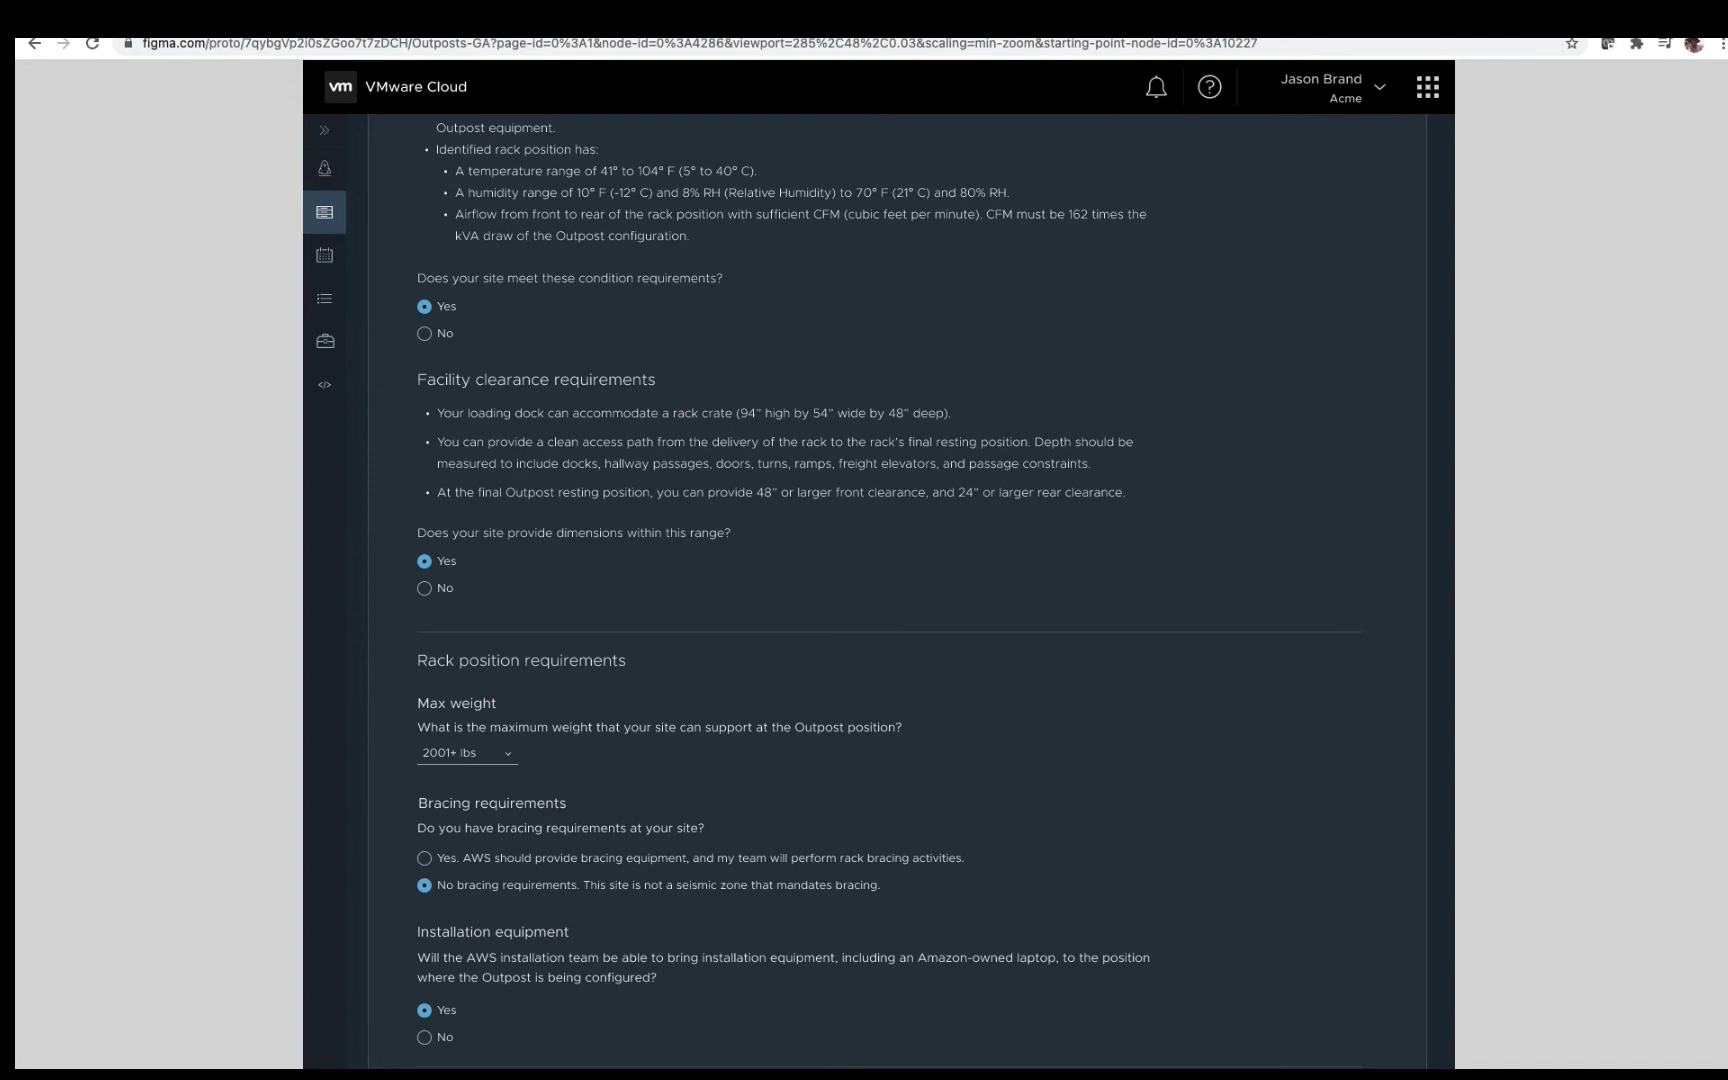 figma.com/proto/7qybgVp2i0sZGoo7t7zDCH/Outposts-GA?page-id=0%3A1&node-id=0%3A4286&viewport=285%2C48%2C0.03&scaling=min-zoom&starting-point-node-id=0%3A10227
vm VMware Cloud
Jason Brand
Acme
Outpost equipment.
• Identified rack position has:
• A temperature range of 41° to 104° F (5° to 40° C).
• A humidity range of 10° F (-12° C) and 8% RH (Relative Humidity) to 70° F (21° C) and 80% RH.
• Airflow from front to rear of the rack position with sufficient CFM (cubic feet per minute). CFM must be 162 times the
kVA draw of the Outpost configuration.
Does your site meet these condition requirements?
Yes
No
Facility clearance requirements
• Your loading dock can accommodate a rack crate (94” high by 54” wide by 48” deep).
• You can provide a clean access path from the delivery of the rack to the rack’s final resting position. Depth should be
measured to include docks, hallway passages, doors, turns, ramps, freight elevators, and passage constraints.
• At the final Outpost resting position, you can provide 48” or larger front clearance, and 24” or larger rear clearance.
Does your site provide dimensions within this range?
Yes
No
Rack position requirements
Max weight
What is the maximum weight that your site can support at the Outpost position?
2001+ lbs
Bracing requirements
Do you have bracing requirements at your site?
Yes. AWS should provide bracing equipment, and my team will perform rack bracing activities.
No bracing requirements. This site is not a seismic zone that mandates bracing.
Installation equipment
Will the AWS installation team be able to bring installation equipment, including an Amazon-owned laptop, to the position
where the Outpost is being configured?
Yes
No